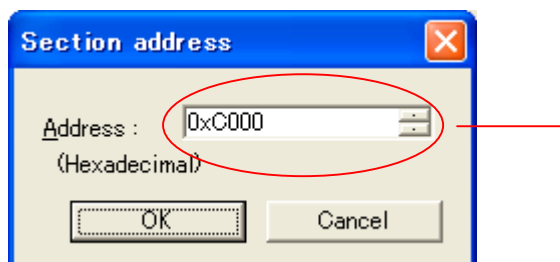 Section address
Address : 0xC000
(Hexadecimal)
OK Cancel